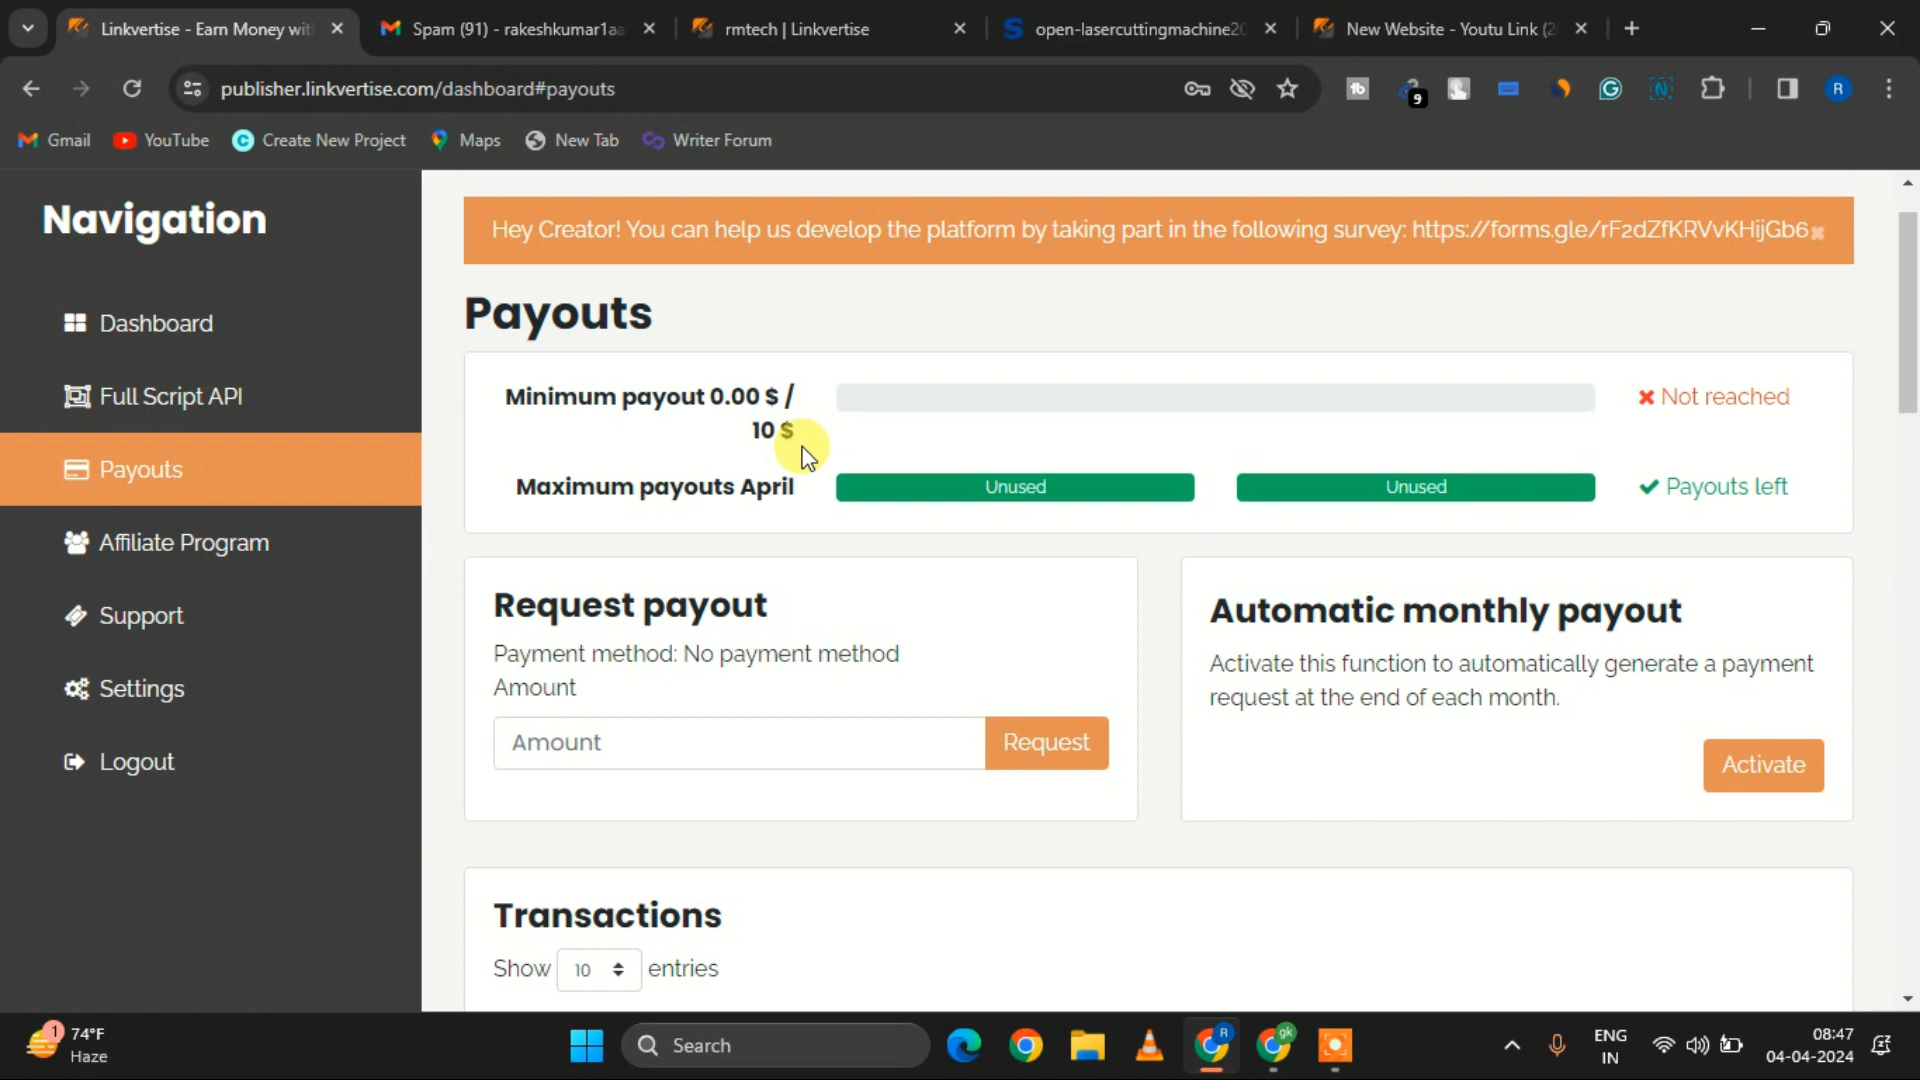 Linkvertise - Earn Money wit
Spam (91) - rakeshkumar1aa
rmtech | Linkvertise
open-lasercuttingmachine20
New Website - Youtu Link (2
publisher.linkvertise.com/dashboard#payouts
9
R
Gmail
YouTube
Create New Project
Maps
New Tab
Writer Forum
Navigation
Dashboard
Full Script API
Payouts
Affiliate Program
Support
Settings
Logout
Hey Creator! You can help us develop the platform by taking part in the following survey: https://forms.gle/rF2dZfKRVvKHijGb6
Payouts
Minimum payout 0.00 $ /
10 $
Not reached
Maximum payouts April
Unused
Unused
Payouts left
Request payout
Payment method: No payment method
Amount
Amount
Request
Automatic monthly payout
Activate this function to automatically generate a payment
request at the end of each month.
Activate
Transactions
Show 10 entries
1
74°F
Haze
Search
R
gk
ENG
IN
08:47
04-04-2024